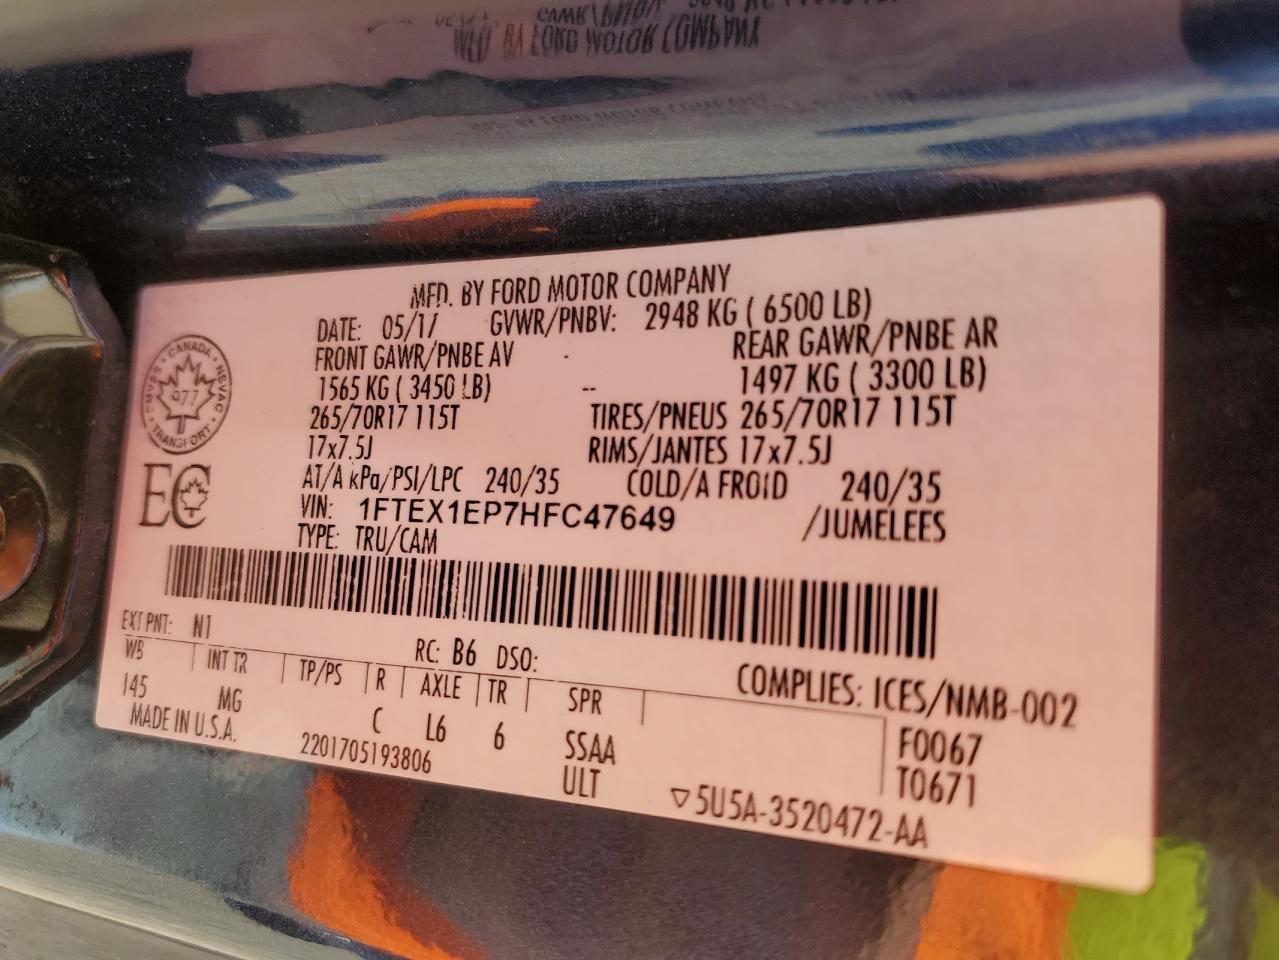 MFD. BY FORD MOTOR COMPANY
DATE: 05/17 GVWR/PNBV: 2948 KG ( 6500 LB)
FRONT GAWR/PNBE AV REAR GAWR/PNBE AR
1565 KG ( 3450 LB) -- 1497 KG ( 3300 LB)
265/70R17 115T TIRES/PNEUS 265/70R17 115T
17x7.5J RIMS/JANTES 17x7.5J
AT/A kPa/PSI/LPC 240/35 COLD/A FROID 240/35
VIN: 1FTEX1EP7HFC47649 /JUMELEES
TYPE: TRU/CAM
CANADA
CMVSS NSVAC
977
TRANSPORT
EC
EXT PNT: N1 RC: B6 DSO:
WB INT TR TP/PS R AXLE TR SPR COMPLIES: ICES/NMB-002
145 MG C L6 6 SSAA F0067
MADE IN U.S.A. 2201705193806 ULT T0671
▽5U5A-3520472-AA